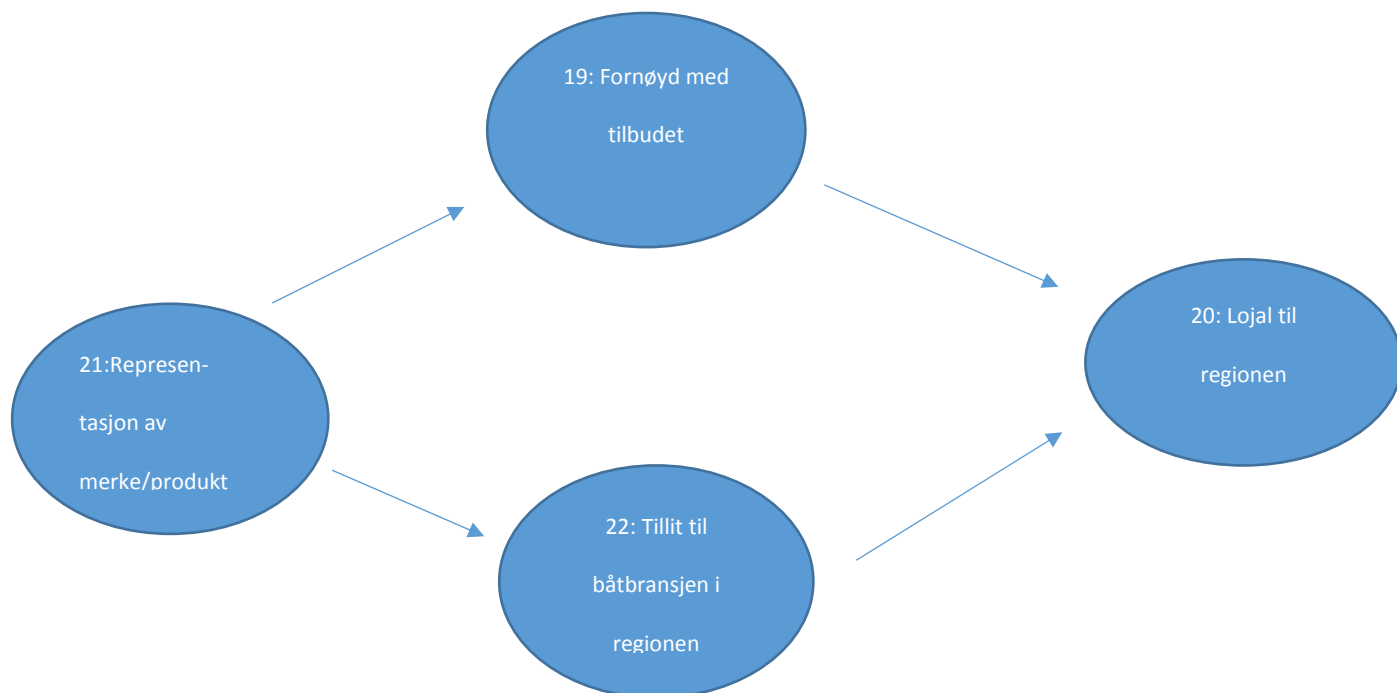 19: Fornøyd med
tilbudet
20: Lojal til
regionen
21:Represen-
tasjon av
merke/produkt
22: Tillit til
båtbransjen i
regionen